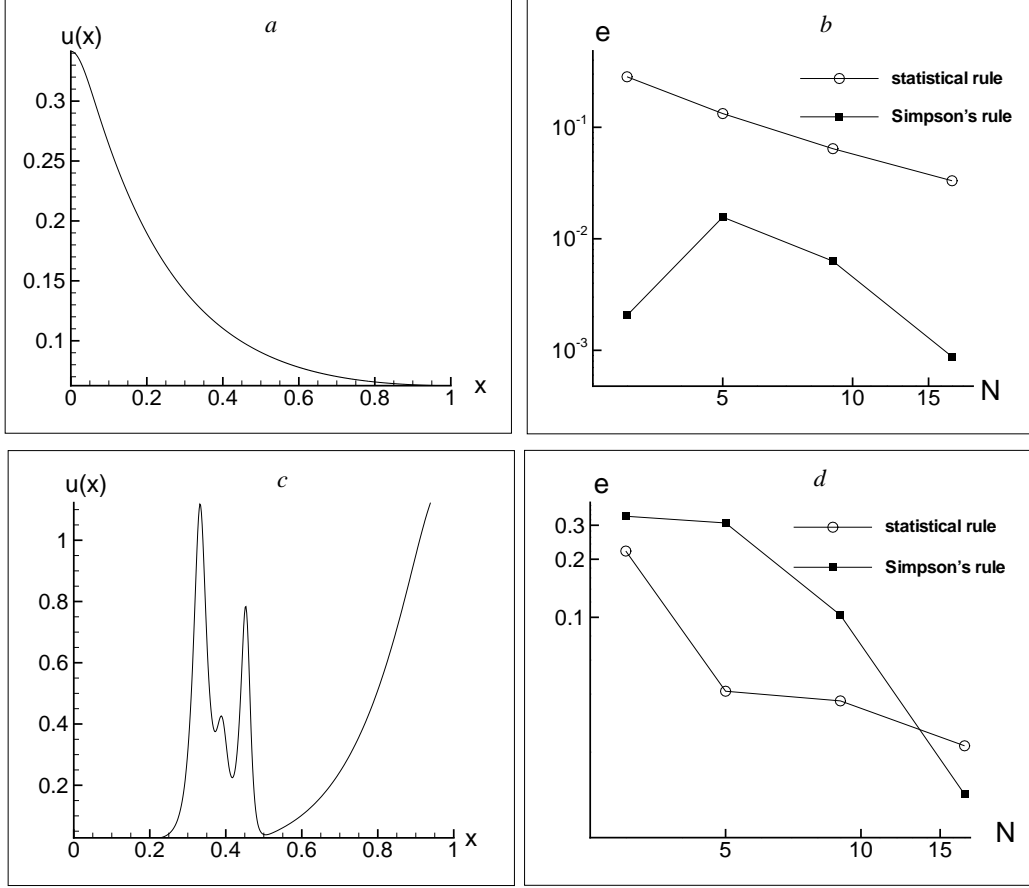 a
u(x)
0.3
0.25
0.2
0.15
0.1
0 0.2 0.4 0.6 0.8 1 x
b
e
statistical rule
Simpson's rule
10-1
10-2
10-3
5 10 15 N
c
u(x)
1
0.8
0.6
0.4
0.2
0 0.2 0.4 0.6 0.8 1 x
d
e
statistical rule
Simpson's rule
0.3
0.2
0.1
5 10 15 N